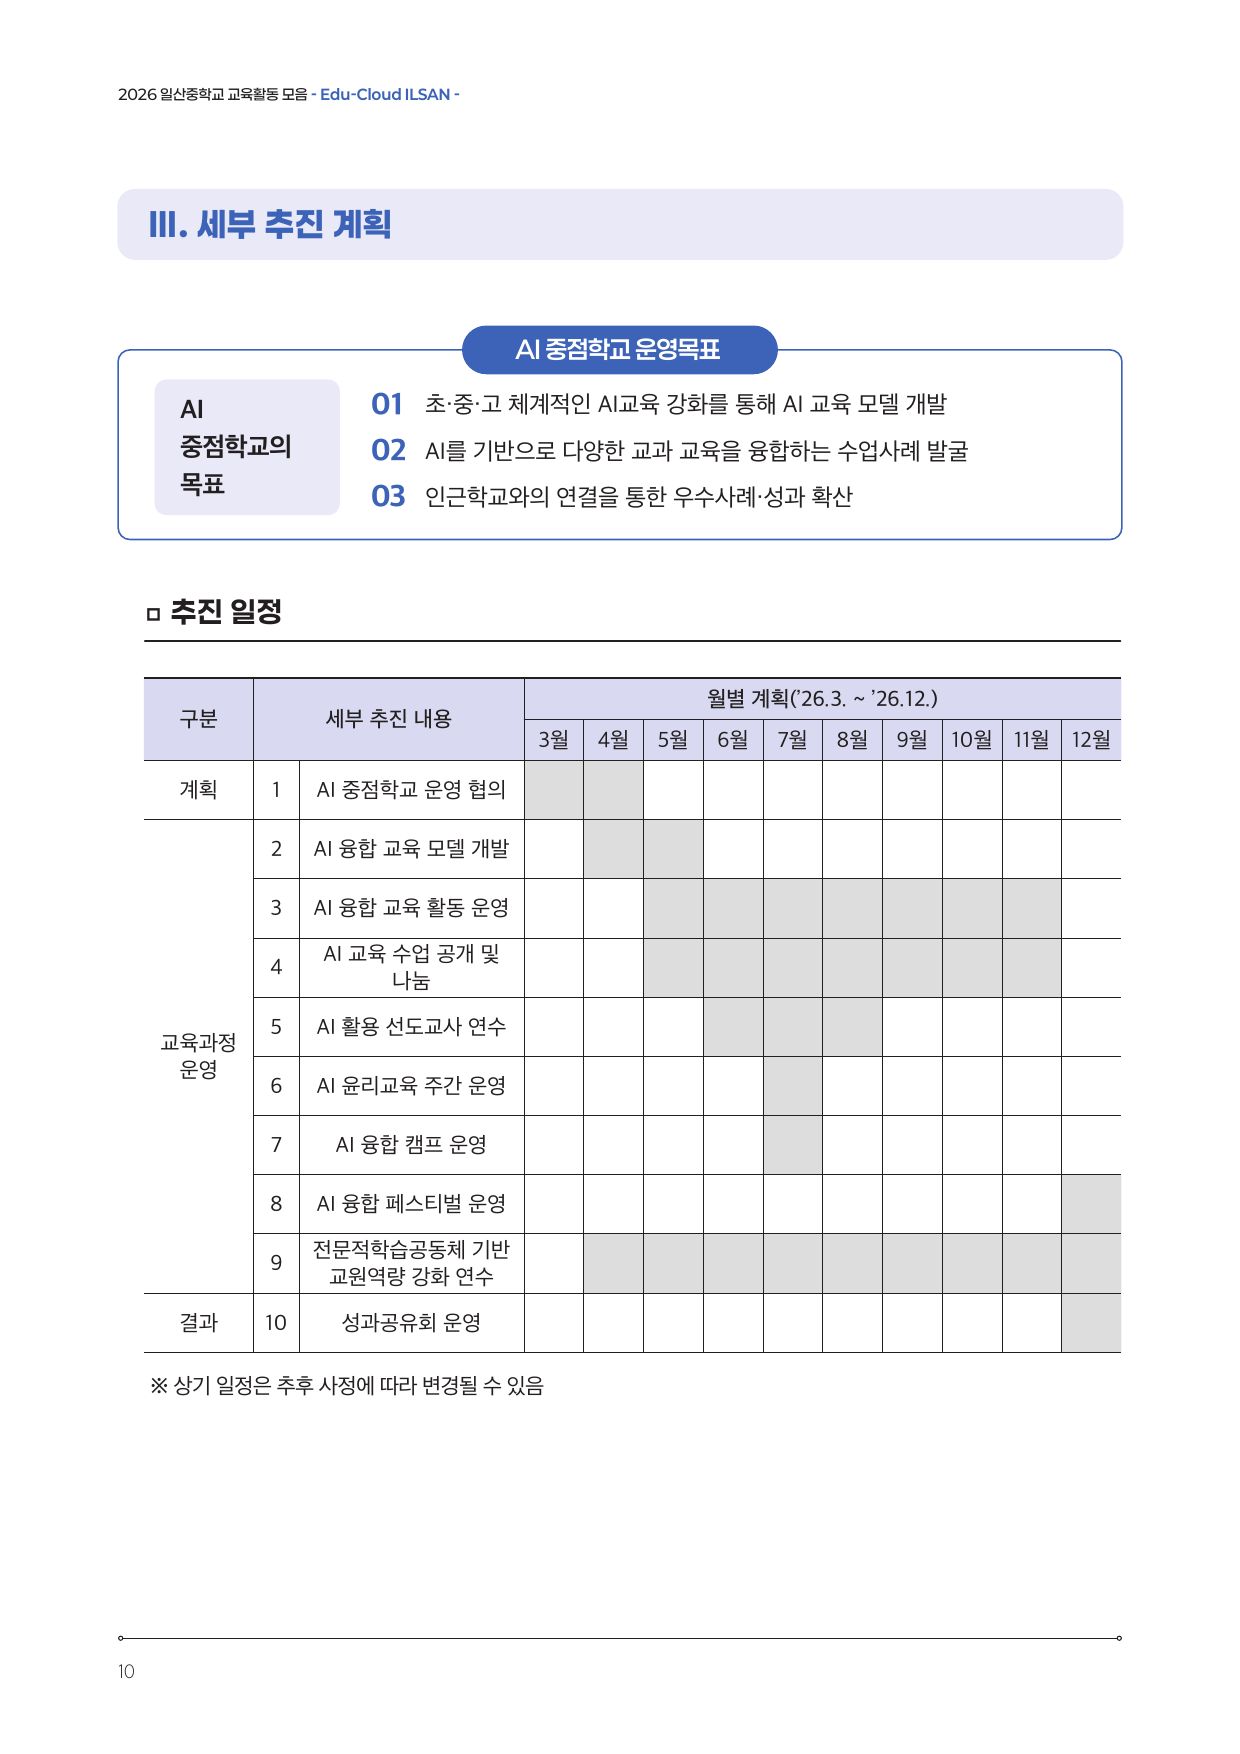 2026 일산중학교 교육활동 모음 - Edu-Cloud ILSAN -
Ⅲ. 세부 추진 계획
AI 중점학교 운영목표
AI
중점학교의
목표
01 초·중·고 체계적인 AI교육 강화를 통해 AI 교육 모델 개발
02 AI를 기반으로 다양한 교과 교육을 융합하는 수업사례 발굴
03 인근학교와의 연결을 통한 우수사례·성과 확산
□ 추진 일정
구분 세부 추진 내용 월별 계획(’26.3. ~ ’26.12.)
3월 4월 5월 6월 7월 8월 9월 10월 11월 12월
계획 1 AI 중점학교 운영 협의
교육과정
운영
2 AI 융합 교육 모델 개발
3 AI 융합 교육 활동 운영
4 AI 교육 수업 공개 및
나눔
5 AI 활용 선도교사 연수
6 AI 윤리교육 주간 운영
7 AI 융합 캠프 운영
8 AI 융합 페스티벌 운영
9 전문적학습공동체 기반
교원역량 강화 연수
결과 10 성과공유회 운영
※ 상기 일정은 추후 사정에 따라 변경될 수 있음
10